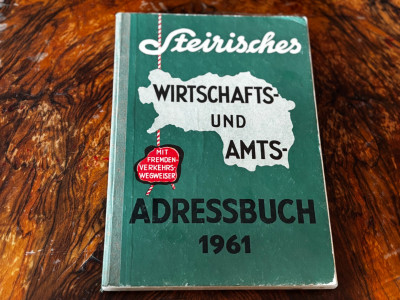 Steirisches
WIRTSCHAFTS-
UND
AMTS-
MIT
FREMDEN-
VERKEHRS-
WEGWEISER
ADRESSBUCH
1961